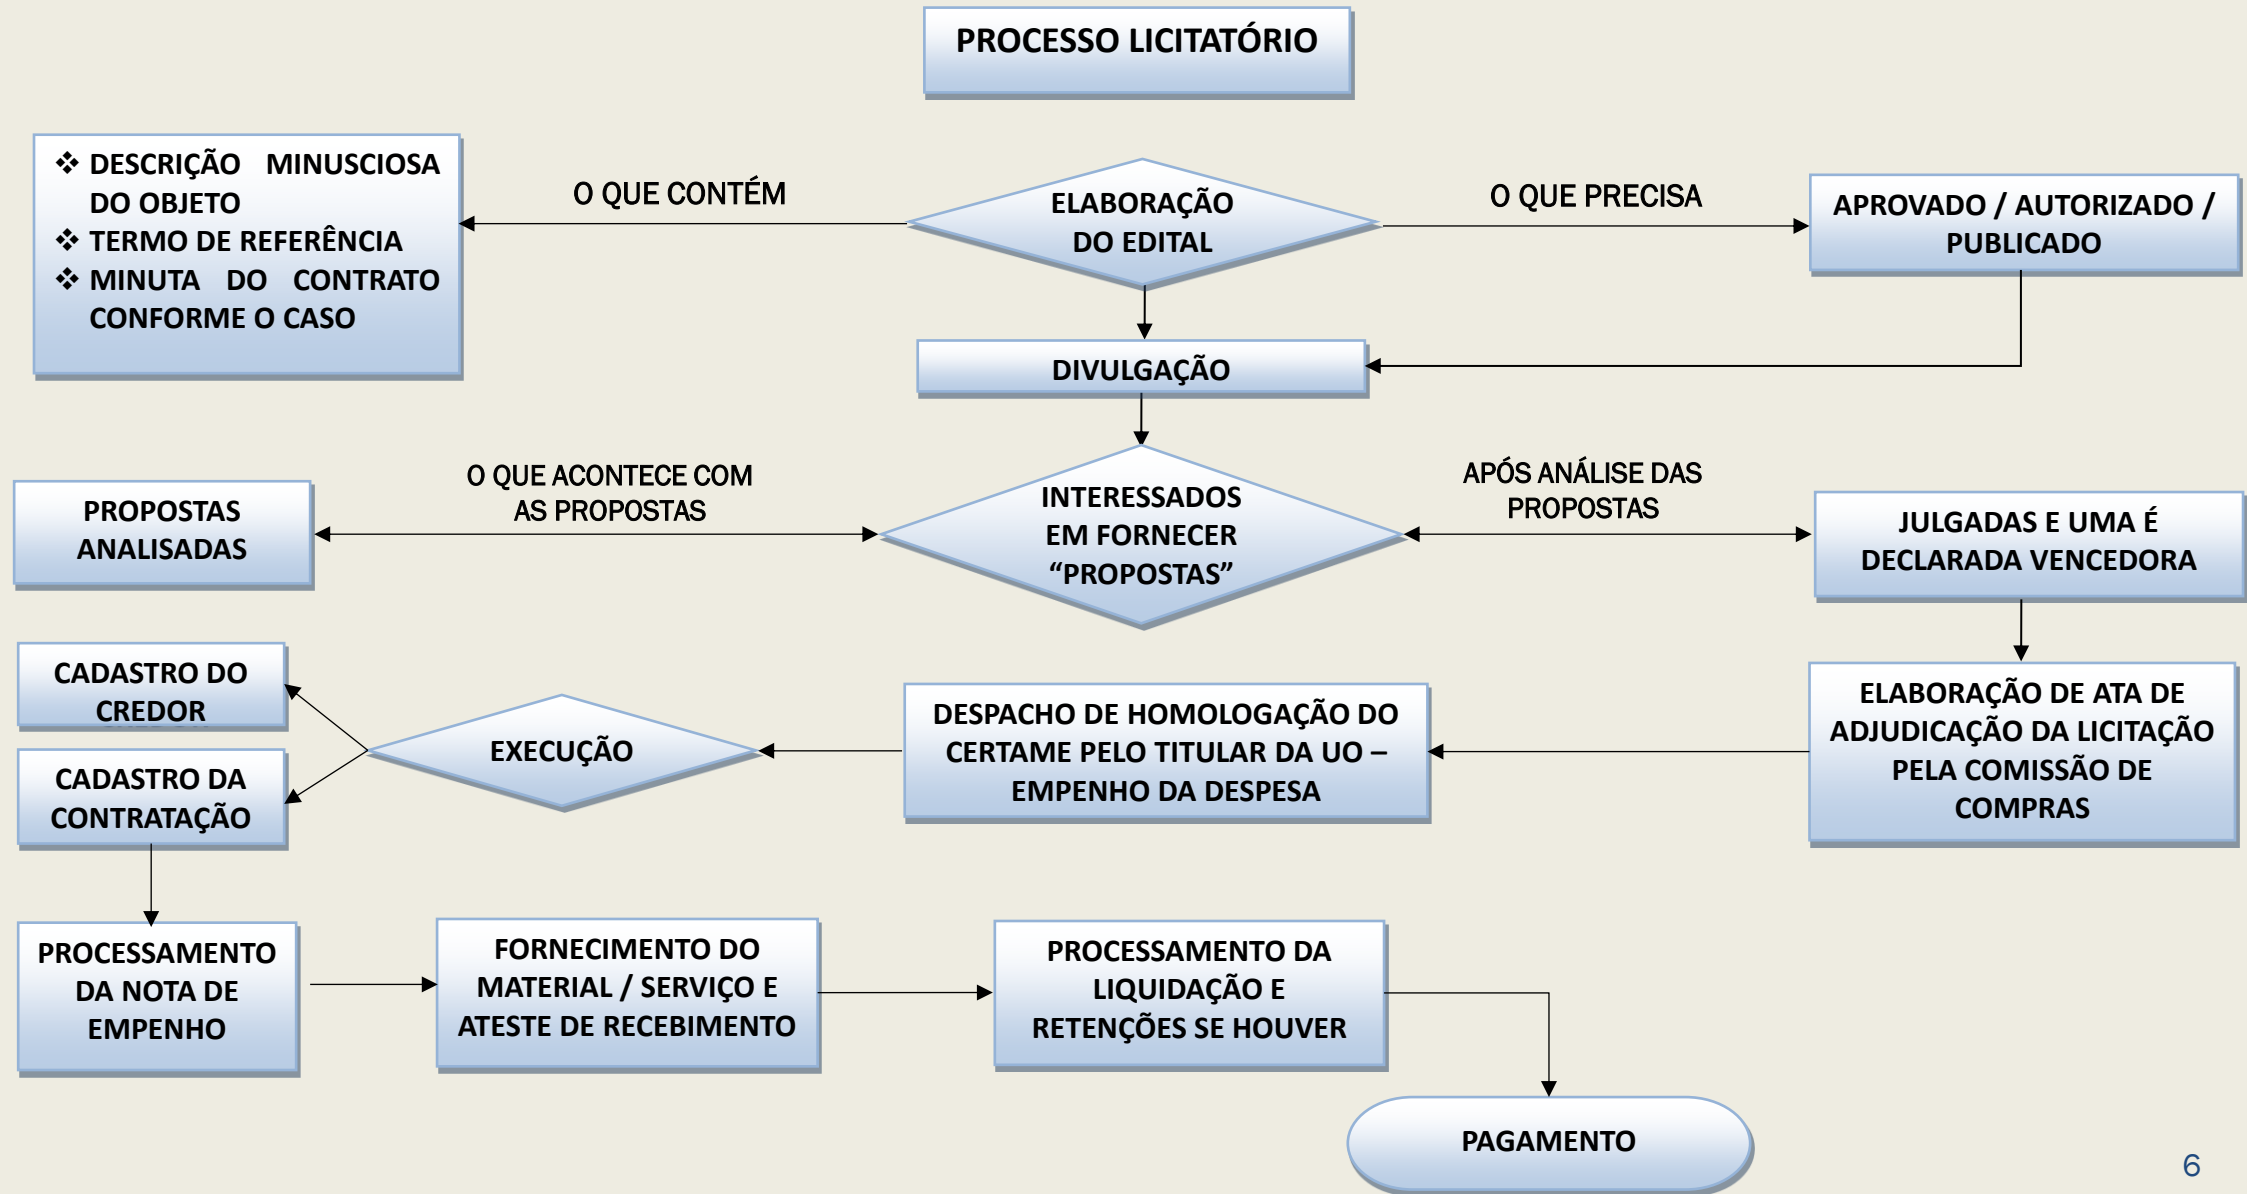 PROCESSO LICITATÓRIO
❖ DESCRIÇÃO MINUSCIOSA
DO OBJETO
❖ TERMO DE REFERÊNCIA
❖ MINUTA DO CONTRATO
CONFORME O CASO
O QUE CONTÉM
ELABORAÇÃO
DO EDITAL
O QUE PRECISA
APROVADO / AUTORIZADO /
PUBLICADO
DIVULGAÇÃO
PROPOSTAS
ANALISADAS
O QUE ACONTECE COM
AS PROPOSTAS
INTERESSADOS
EM FORNECER
“PROPOSTAS”
APÓS ANÁLISE DAS
PROPOSTAS
JULGADAS E UMA É
DECLARADA VENCEDORA
ELABORAÇÃO DE ATA DE
ADJUDICAÇÃO DA LICITAÇÃO
PELA COMISSÃO DE
COMPRAS
DESPACHO DE HOMOLOGAÇÃO DO
CERTAME PELO TITULAR DA UO –
EMPENHO DA DESPESA
EXECUÇÃO
CADASTRO DO
CREDOR
CADASTRO DA
CONTRATAÇÃO
PROCESSAMENTO
DA NOTA DE
EMPENHO
FORNECIMENTO DO
MATERIAL / SERVIÇO E
ATESTE DE RECEBIMENTO
PROCESSAMENTO DA
LIQUIDAÇÃO E
RETENÇÕES SE HOUVER
PAGAMENTO
6